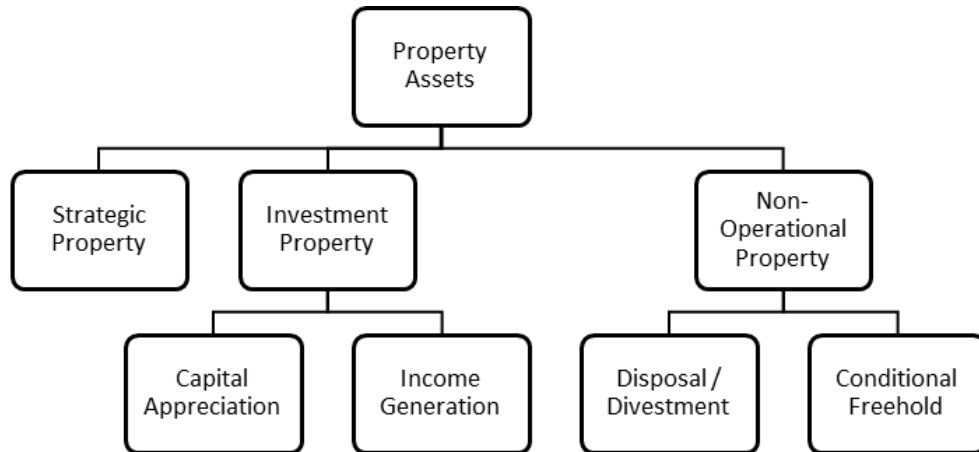 Property
Assets
Strategic
Property
Investment
Property
Non-
Operational
Property
Capital
Appreciation
Income
Generation
Disposal /
Divestment
Conditional
Freehold